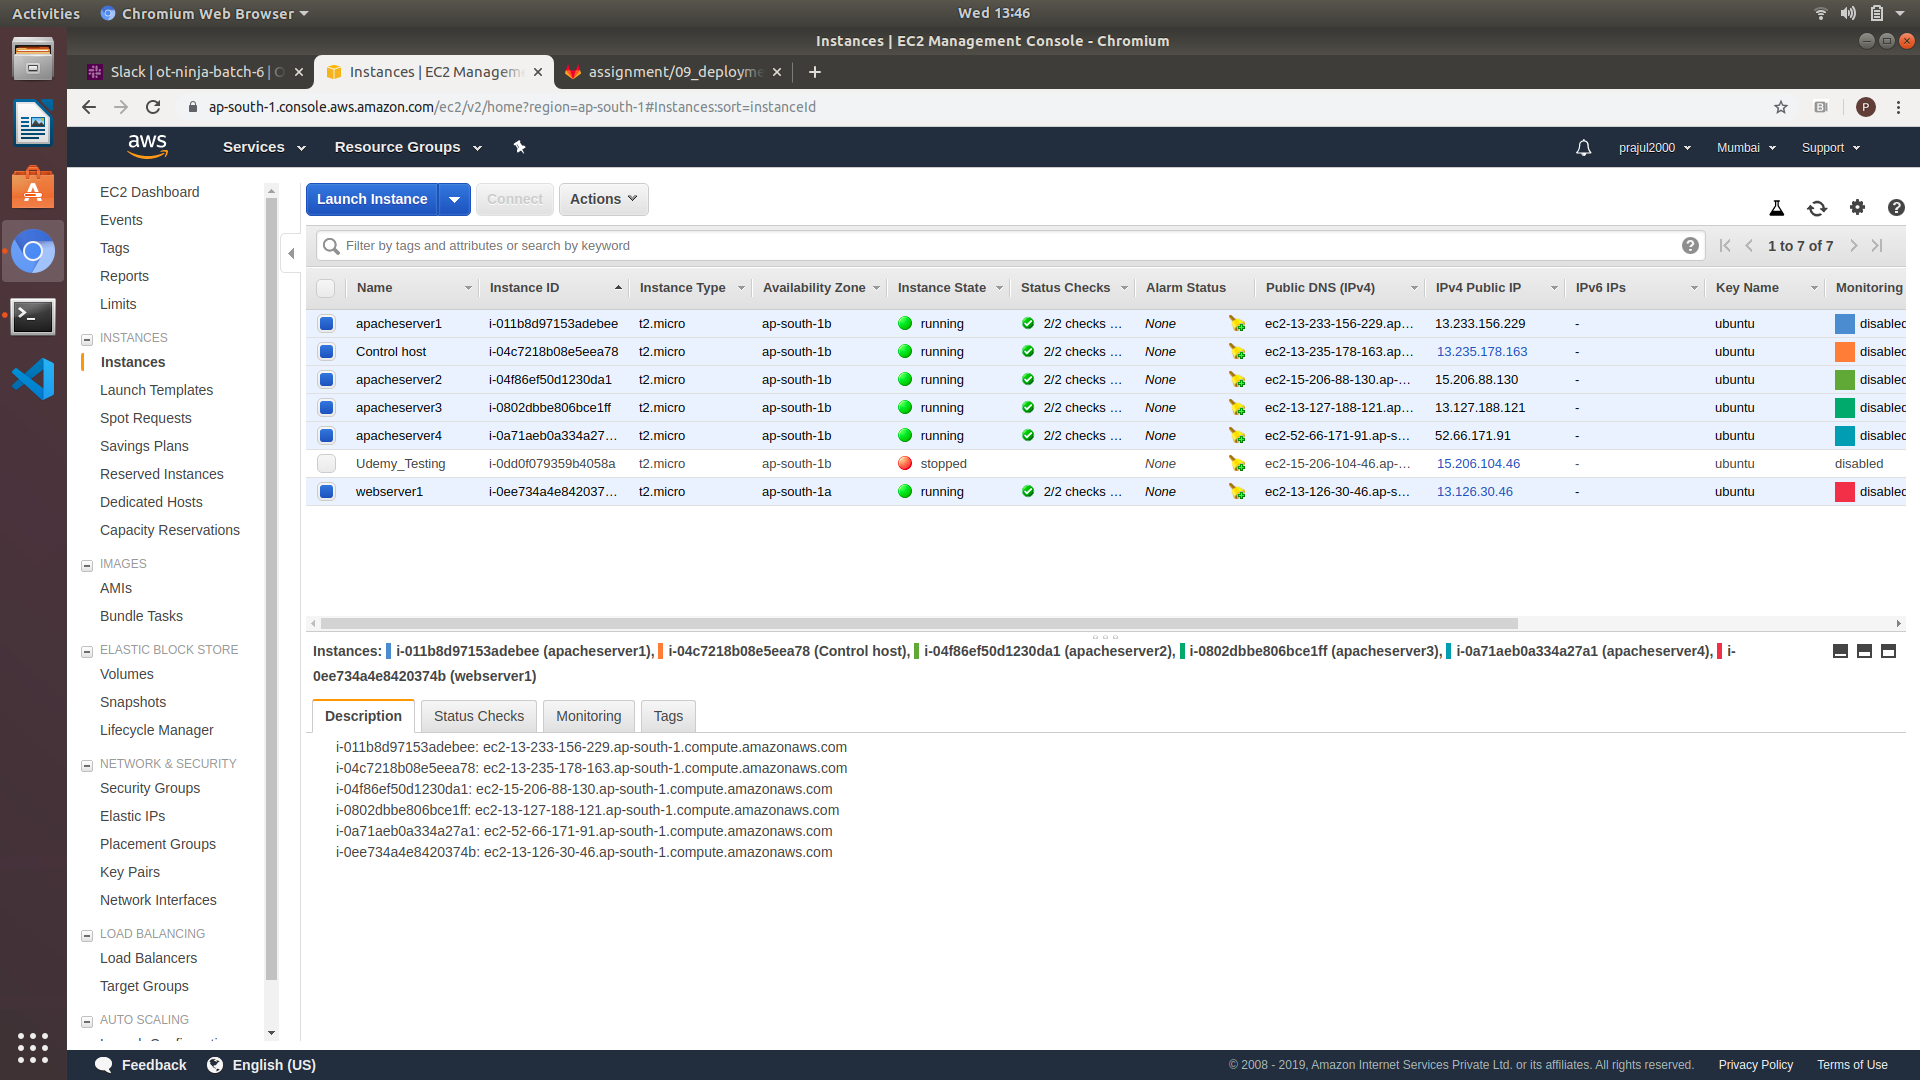 Activities Chromium Web Browser Wed 13:46
Instances | EC2 Management Console - Chromium
Slack | ot-ninja-batch-6 | Instances | EC2 Managem assignment/09_deployme
ap-south-1.console.aws.amazon.com/ec2/v2/home?region=ap-south-1#Instances:sort=instanceId P
aws Services Resource Groups prajul2000 Mumbai Support
EC2 Dashboard
Events
Tags
Reports
Limits
INSTANCES
Instances
Launch Templates
Spot Requests
Savings Plans
Reserved Instances
Dedicated Hosts
Capacity Reservations
IMAGES
AMIs
Bundle Tasks
ELASTIC BLOCK STORE
Volumes
Snapshots
Lifecycle Manager
NETWORK & SECURITY
Security Groups
Elastic IPs
Placement Groups
Key Pairs
Network Interfaces
LOAD BALANCING
Load Balancers
Target Groups
AUTO SCALING
Launch Instance Connect Actions
Filter by tags and attributes or search by keyword 1 to 7 of 7
Name Instance ID Instance Type Availability Zone Instance State Status Checks Alarm Status Public DNS (IPv4) IPv4 Public IP IPv6 IPs Key Name Monitoring
apacheserver1 i-011b8d97153adebee t2.micro ap-south-1b running 2/2 checks ... None ec2-13-233-156-229.ap... 13.233.156.229 - ubuntu disabled
Control host i-04c7218b08e5eea78 t2.micro ap-south-1b running 2/2 checks ... None ec2-13-235-178-163.ap... 13.235.178.163 - ubuntu disabled
apacheserver2 i-04f86ef50d1230da1 t2.micro ap-south-1b running 2/2 checks ... None ec2-15-206-88-130.ap-... 15.206.88.130 - ubuntu disabled
apacheserver3 i-0802dbbe806bce1ff t2.micro ap-south-1b running 2/2 checks ... None ec2-13-127-188-121.ap... 13.127.188.121 - ubuntu disabled
apacheserver4 i-0a71aeb0a334a27... t2.micro ap-south-1b running 2/2 checks ... None ec2-52-66-171-91.ap-s... 52.66.171.91 - ubuntu disabled
Udemy_Testing i-0dd0f079359b4058a t2.micro ap-south-1b stopped None ec2-15-206-104-46.ap-... 15.206.104.46 - ubuntu disabled
webserver1 i-0ee734a4e842037... t2.micro ap-south-1a running 2/2 checks ... None ec2-13-126-30-46.ap-s... 13.126.30.46 - ubuntu disabled
Instances: i-011b8d97153adebee (apacheserver1), i-04c7218b08e5eea78 (Control host), i-04f86ef50d1230da1 (apacheserver2), i-0802dbbe806bce1ff (apacheserver3), i-0a71aeb0a334a27a1 (apacheserver4), i-
0ee734a4e8420374b (webserver1)
Description Status Checks Monitoring Tags
i-011b8d97153adebee: ec2-13-233-156-229.ap-south-1.compute.amazonaws.com
i-04c7218b08e5eea78: ec2-13-235-178-163.ap-south-1.compute.amazonaws.com
i-04f86ef50d1230da1: ec2-15-206-88-130.ap-south-1.compute.amazonaws.com
i-0802dbbe806bce1ff: ec2-13-127-188-121.ap-south-1.compute.amazonaws.com
i-0a71aeb0a334a27a1: ec2-52-66-171-91.ap-south-1.compute.amazonaws.com
i-0ee734a4e8420374b: ec2-13-126-30-46.ap-south-1.compute.amazonaws.com
Feedback English (US) © 2008 - 2019, Amazon Internet Services Private Ltd. or its affiliates. All rights reserved. Privacy Policy Terms of Use